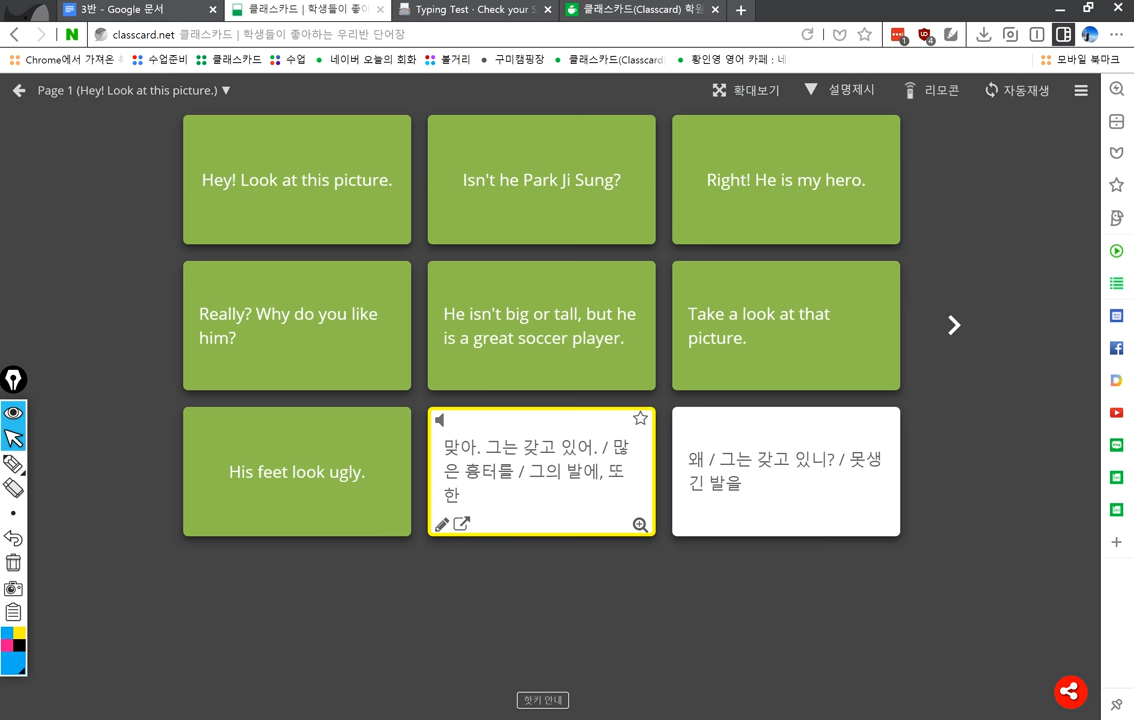 3반 - Google 문서
클래스카드 | 학생들이 좋아
Typing Test · Check your S
클래스카드(Classcard) 학원
classcard.net 클래스카드 | 학생들이 좋아하는 우리반 단어장
1
4
Chrome에서 가져온
수업준비
클래스카드
수업
네이버 오늘의 회화
볼거리
구미캠핑장
클래스카드(Classcard
황인영 영어 카페 : 네
모바일 북마크
Page 1 (Hey! Look at this picture.) ▼
확대보기
설명제시
리모콘
자동재생
Hey! Look at this picture.
Isn't he Park Ji Sung?
Right! He is my hero.
Really? Why do you like
him?
He isn't big or tall, but he
is a great soccer player.
Take a look at that
picture.
His feet look ugly.
맞아. 그는 갖고 있어. / 많
은 흉터를 / 그의 발에, 또
한
왜 / 그는 갖고 있니? / 못생
긴 발을
핫키 안내